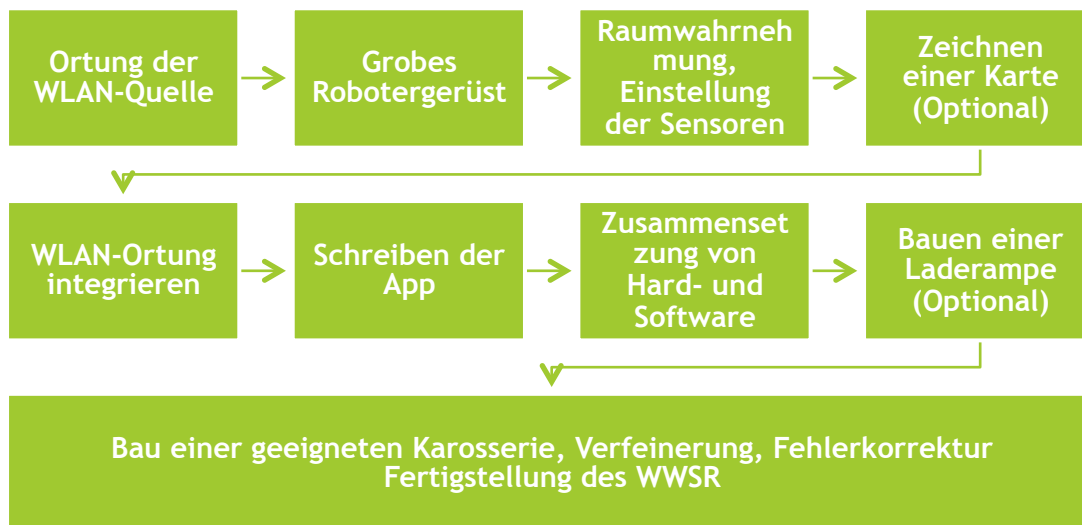 Ortung der
WLAN-Quelle
Grobes
Robotergerüst
Raumwahrneh
mung,
Einstellung
der Sensoren
Zeichnen
einer Karte
(Optional)
WLAN-Ortung
integrieren
Schreiben der
App
Zusammenset
zung von
Hard- und
Software
Bauen einer
Laderampe
(Optional)
Bau einer geeigneten Karosserie, Verfeinerung, Fehlerkorrektur
Fertigstellung des WWSR